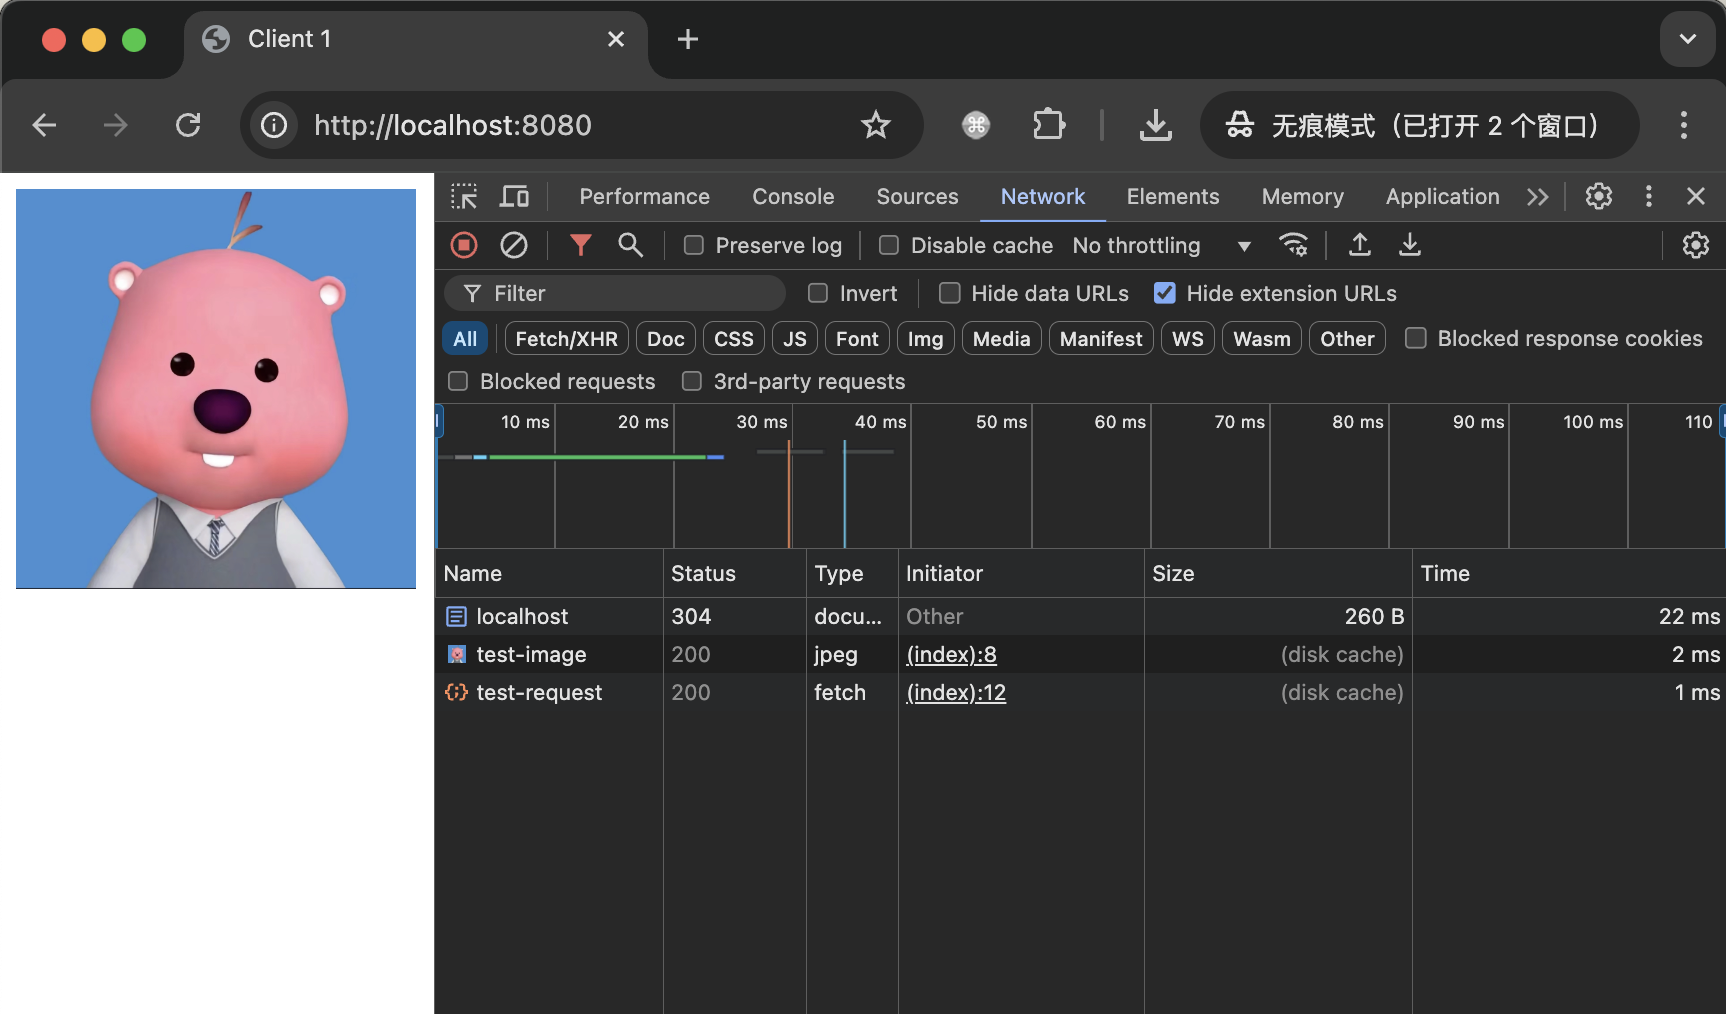 Client 1
http://localhost:8080
无痕模式（已打开 2 个窗口）
Performance Console Sources Network Elements Memory Application
Preserve log Disable cache No throttling
Filter Invert Hide data URLs Hide extension URLs
All Fetch/XHR Doc CSS JS Font Img Media Manifest WS Wasm Other Blocked response cookies
Blocked requests 3rd-party requests
10 ms 20 ms 30 ms 40 ms 50 ms 60 ms 70 ms 80 ms 90 ms 100 ms 110
Name Status Type Initiator Size Time
localhost 304 docu... Other 260 B 22 ms
test-image 200 jpeg (index):8 (disk cache) 2 ms
test-request 200 fetch (index):12 (disk cache) 1 ms